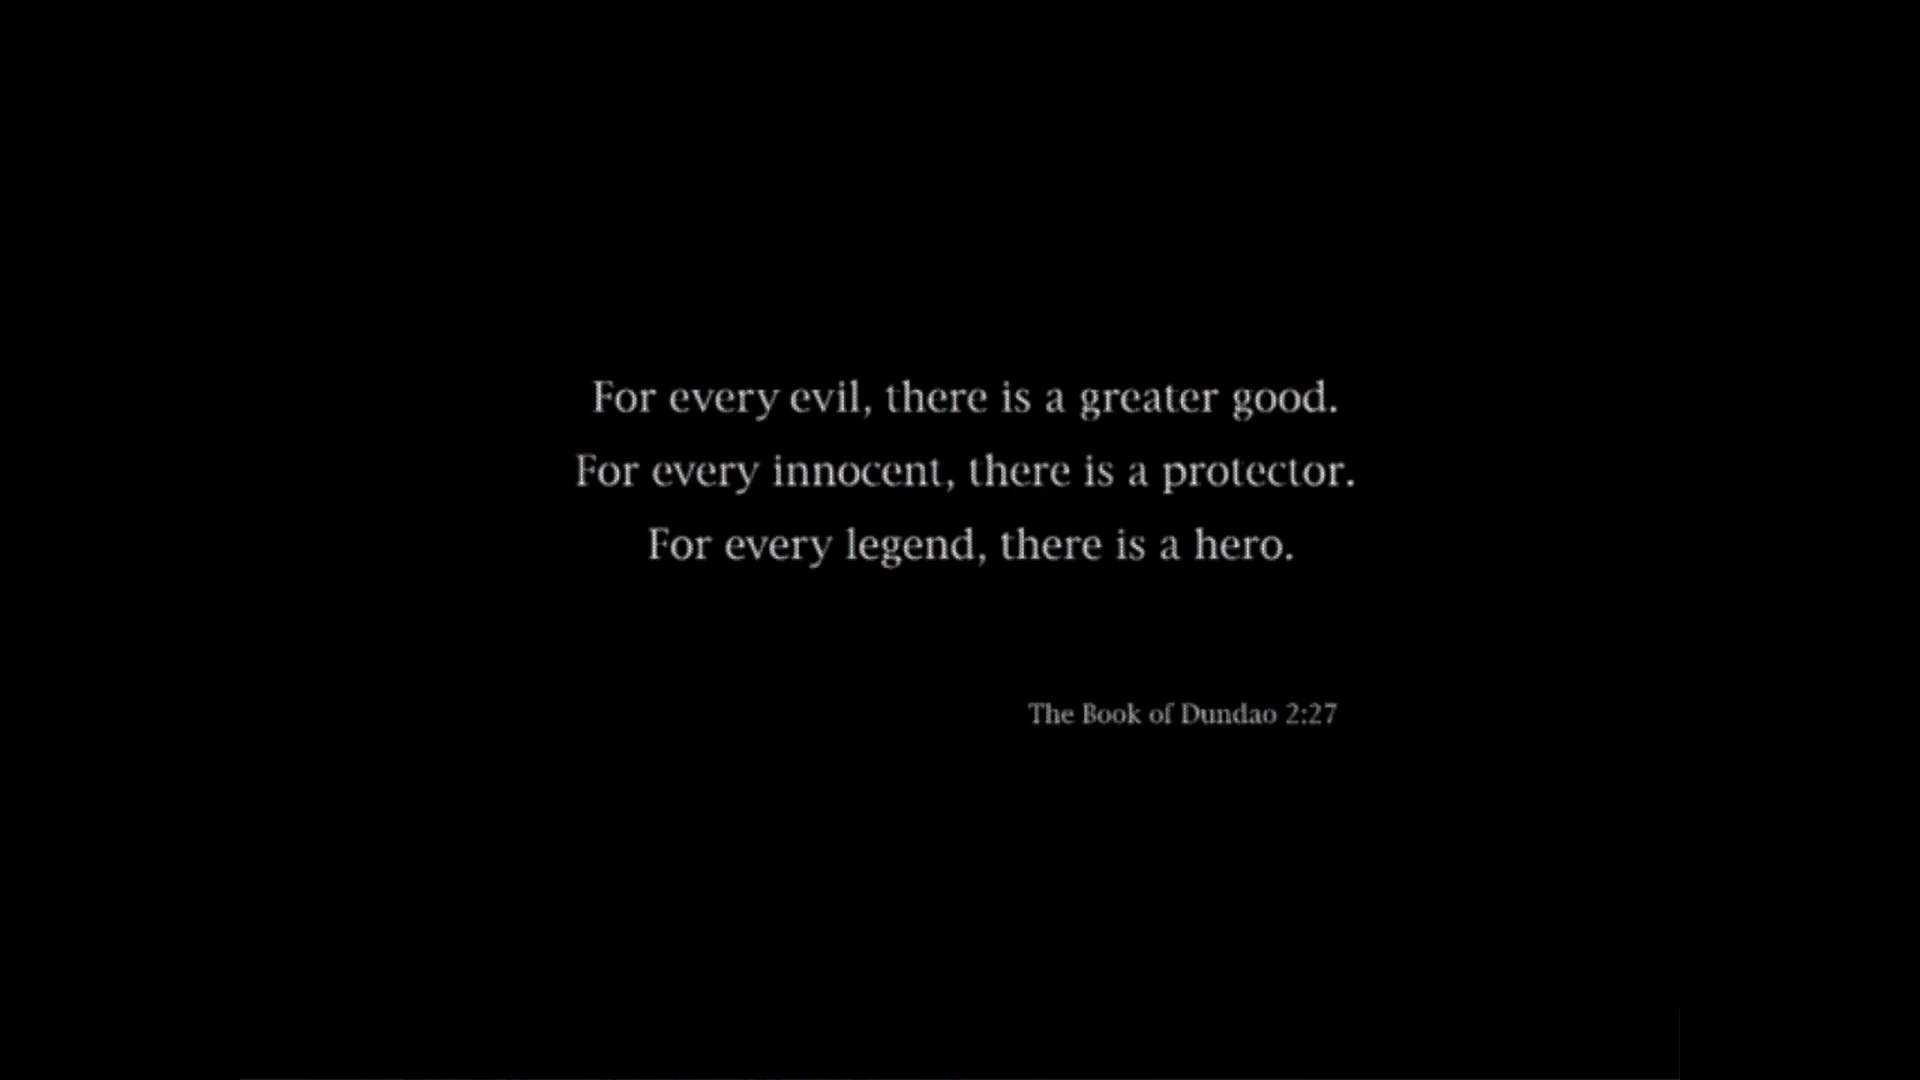 For every evil, there is a greater good.
For every innocent, there is a protector.
For every legend, there is a hero.
The Book of Dundao 2:27